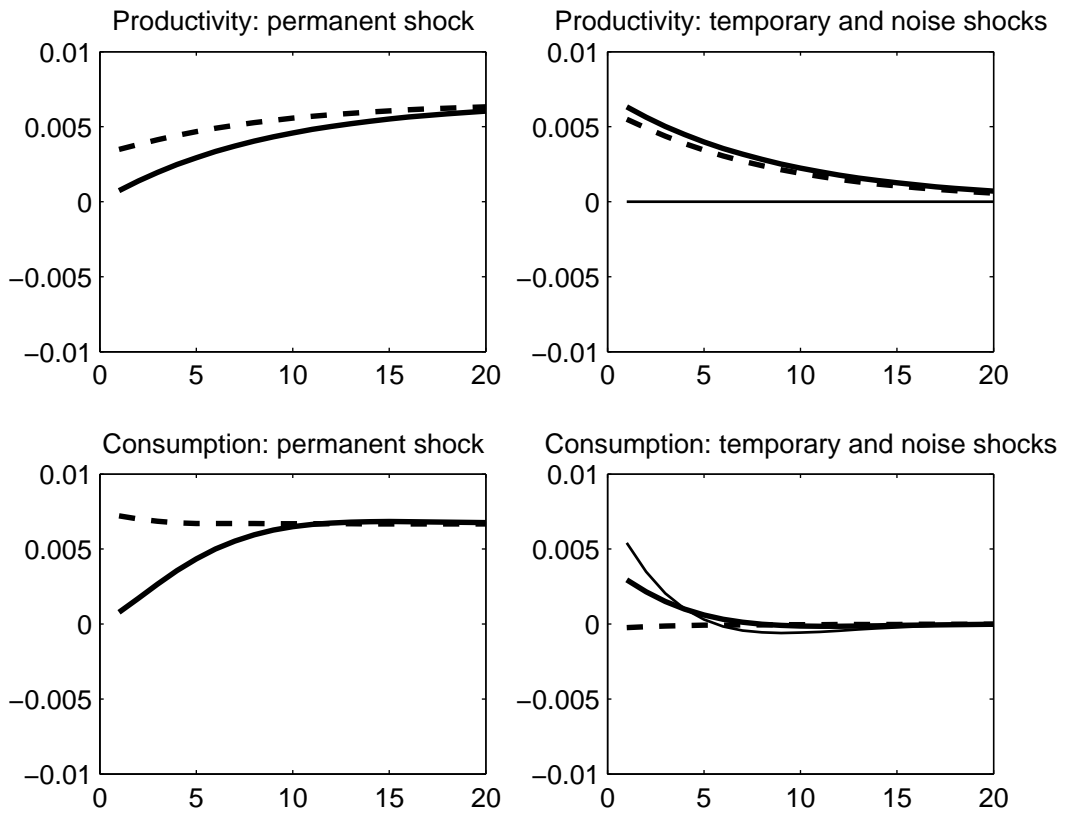 Productivity: permanent shock
0.01
0.005
0
−0.005
−0.01
0 5 10 15 20
Productivity: temporary and noise shocks
0.01
0.005
0
−0.005
−0.01
0 5 10 15 20
Consumption: permanent shock
0.01
0.005
0
−0.005
−0.01
0 5 10 15 20
Consumption: temporary and noise shocks
0.01
0.005
0
−0.005
−0.01
0 5 10 15 20